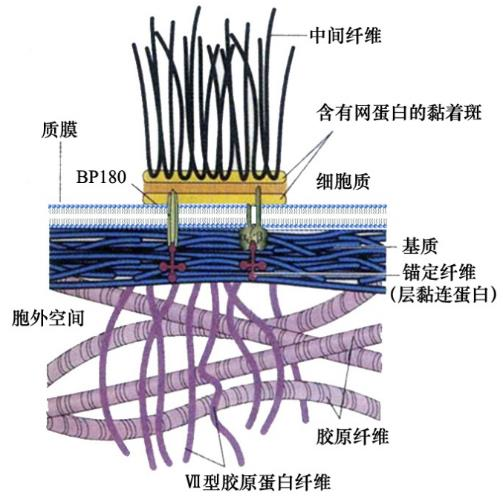 中间纤维
含有网蛋白的黏着斑
质膜
BP180
细胞质
基质
锚定纤维
(层黏连蛋白)
胞外空间
胶原纤维
Ⅶ型胶原蛋白纤维